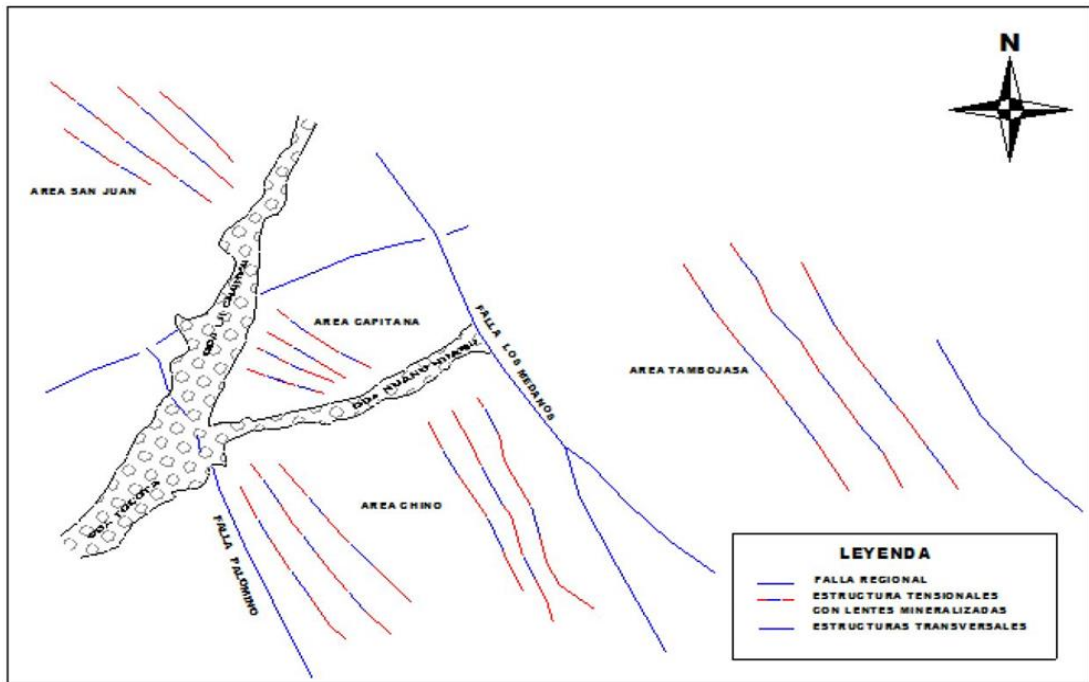 N
AREA SAN JUAN
AREA CAPITANA
FALLA LOS MEDANOS
AREA TAMBOJASA
QDA TOCOTA
AREA CHINO
FALLA PALOMINO
LEYENDA
FALLA REGIONAL
ESTRUCTURA TENSIONALES
CON LENTES MINERALIZADAS
ESTRUCTURAS TRANSVERSALES